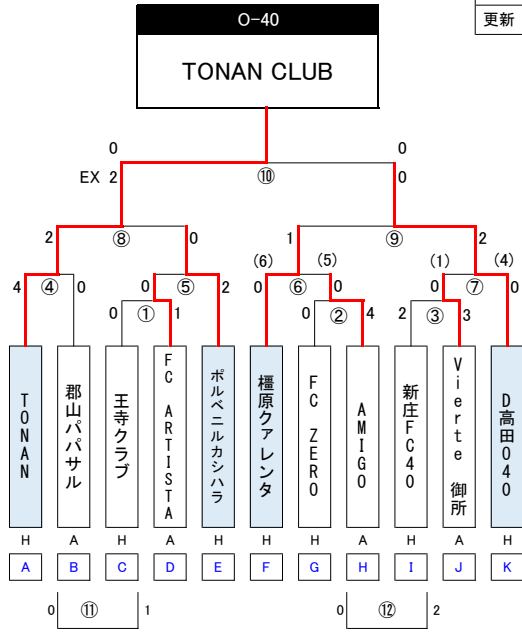 更新
O-40
TONAN CLUB
0 0
EX 2 ⑩ 0
2 ⑧ 0 1 ⑨ 2
(6) (5) (1) (4)
4 ④ 0 0 ⑤ 2 0 ⑥ 0 0 ⑦ 0
0 ① 1 0 ② 4 2 ③ 3
TONAN
郡山パパサル
王寺クラブ
FC ARTISTA
ポルベニルカシハラ
橿原クァレンタ
FC ZERO
AMIGO
新庄FC40
Vierte 御所
D高田O40
H A H A H H H A H A H
A B C D E F G H I J K
0 ⑪ 1 0 ⑫ 2